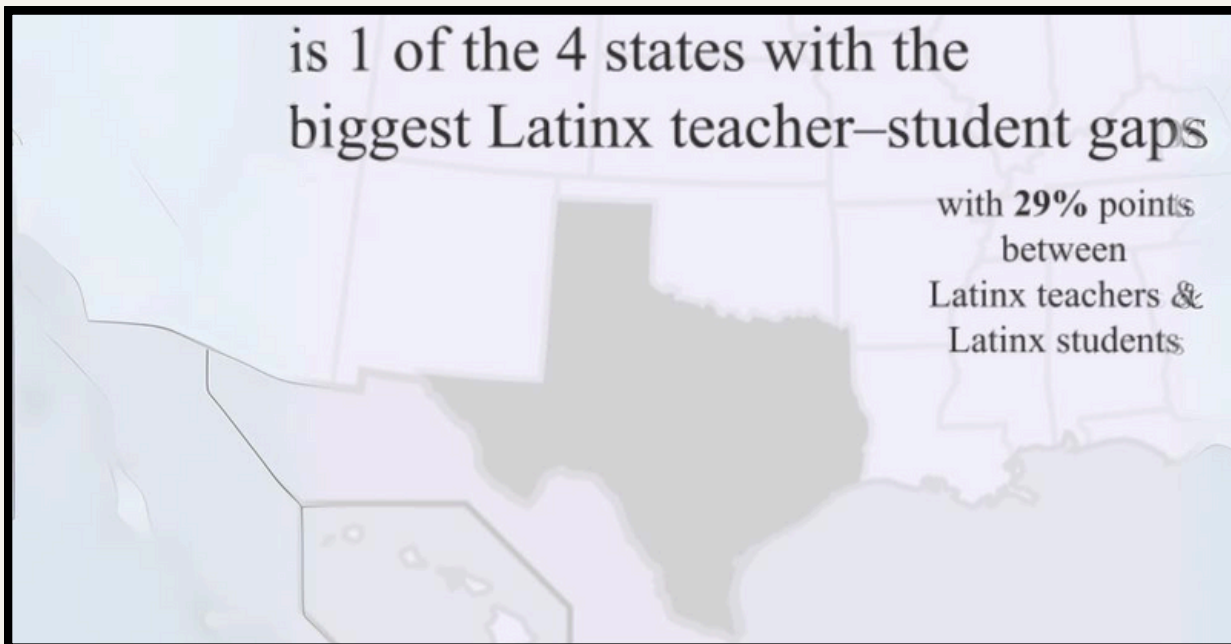 is 1 of the 4 states with the
biggest Latinx teacher–student gaps
with 29% points
between
Latinx teachers &
Latinx students